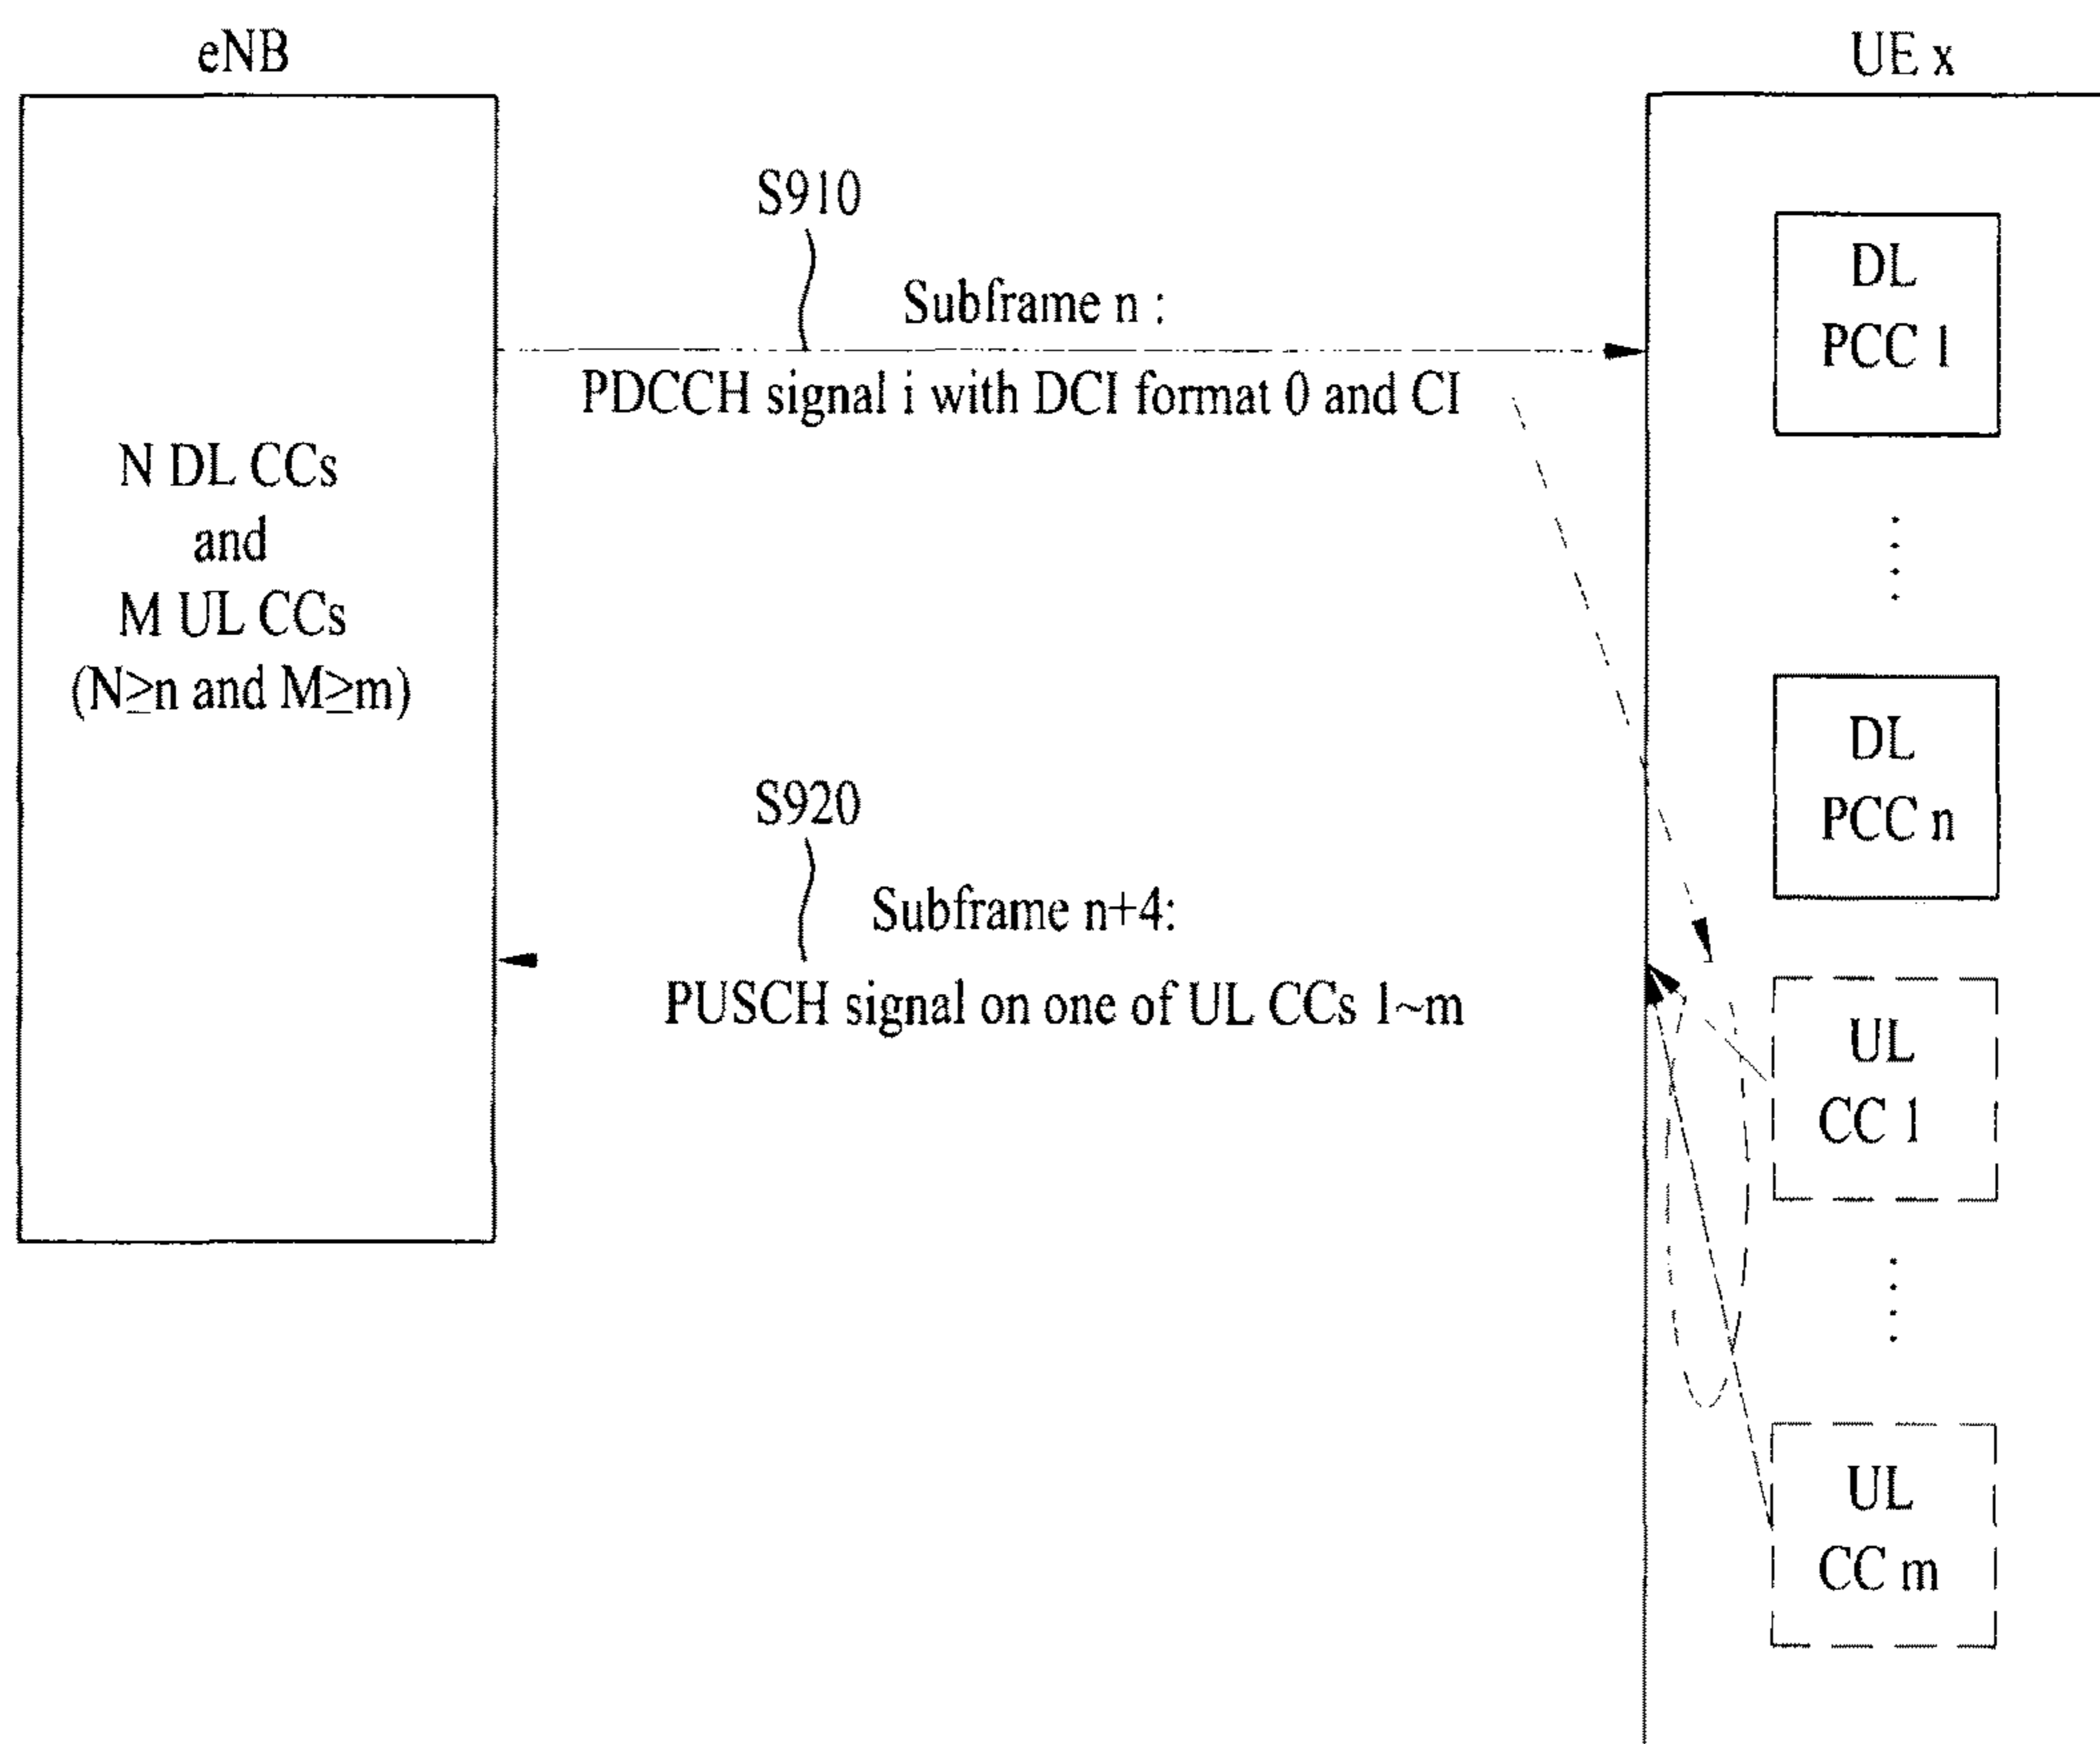 eNB
UE x
S910
Subframe n :
PDCCH signal i with DCI format 0 and CI
N DL CCs
and
M UL CCs
(N≥n and M≥m)
S920
Subframe n+4:
PUSCH signal on one of UL CCs 1~m
DL
PCC 1
DL
PCC n
UL
CC 1
UL
CC m